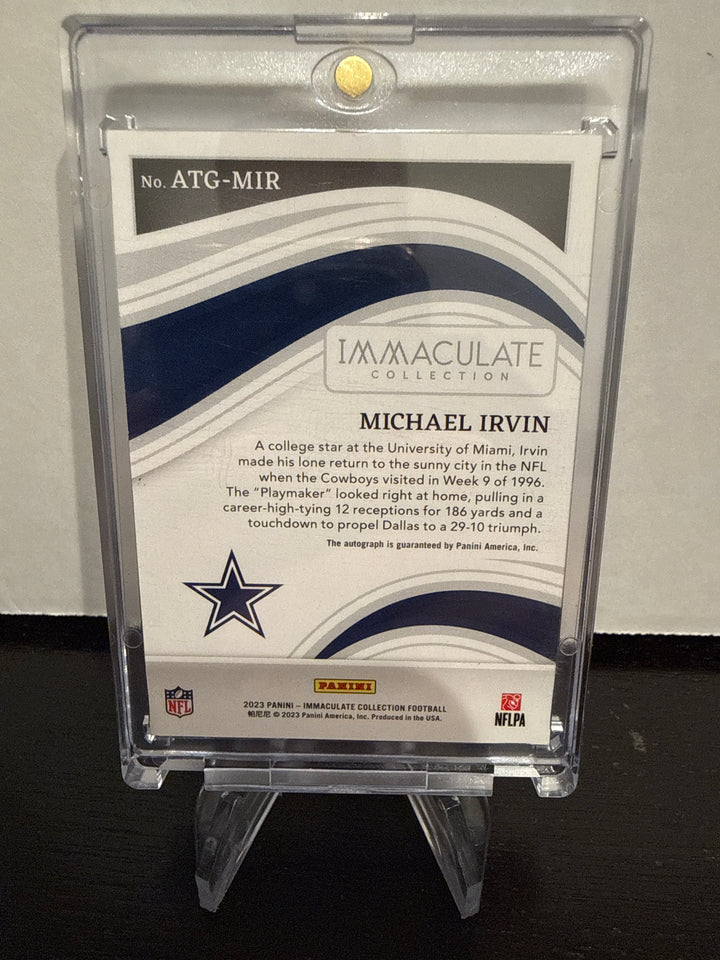 No. ATG-MIR
IMMACULATE
COLLECTION
MICHAEL IRVIN
A college star at the University of Miami, Irvin
made his lone return to the sunny city in the NFL
when the Cowboys visited in Week 9 of 1996.
The “Playmaker” looked right at home, pulling in a
career-high-tying 12 receptions for 186 yards and a
touchdown to propel Dallas to a 29-10 triumph.
The autograph is guaranteed by Panini America, Inc.
PANINI
NFL
2023 PANINI – IMMACULATE COLLECTION FOOTBALL
帕尼尼 © 2023 Panini America, Inc. Produced in the USA.
NFLPA